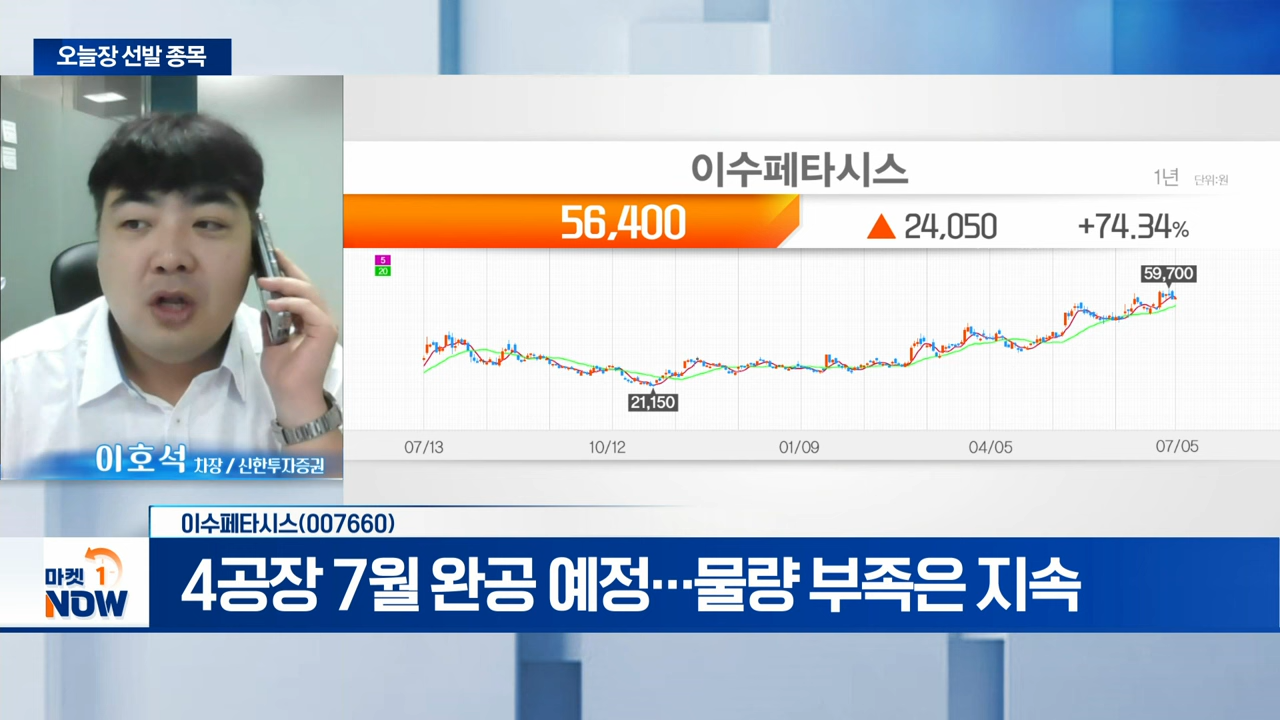 오늘장 선발 종목
이수페타시스
1년 단위:원
56,400 ▲ 24,050 +74.34%
5
20
59,700
21,150
07/13 10/12 01/09 04/05 07/05
이호석 차장 / 신한투자증권
이수페타시스(007660)
마켓 1
NOW
4공장 7월 완공 예정…물량 부족은 지속